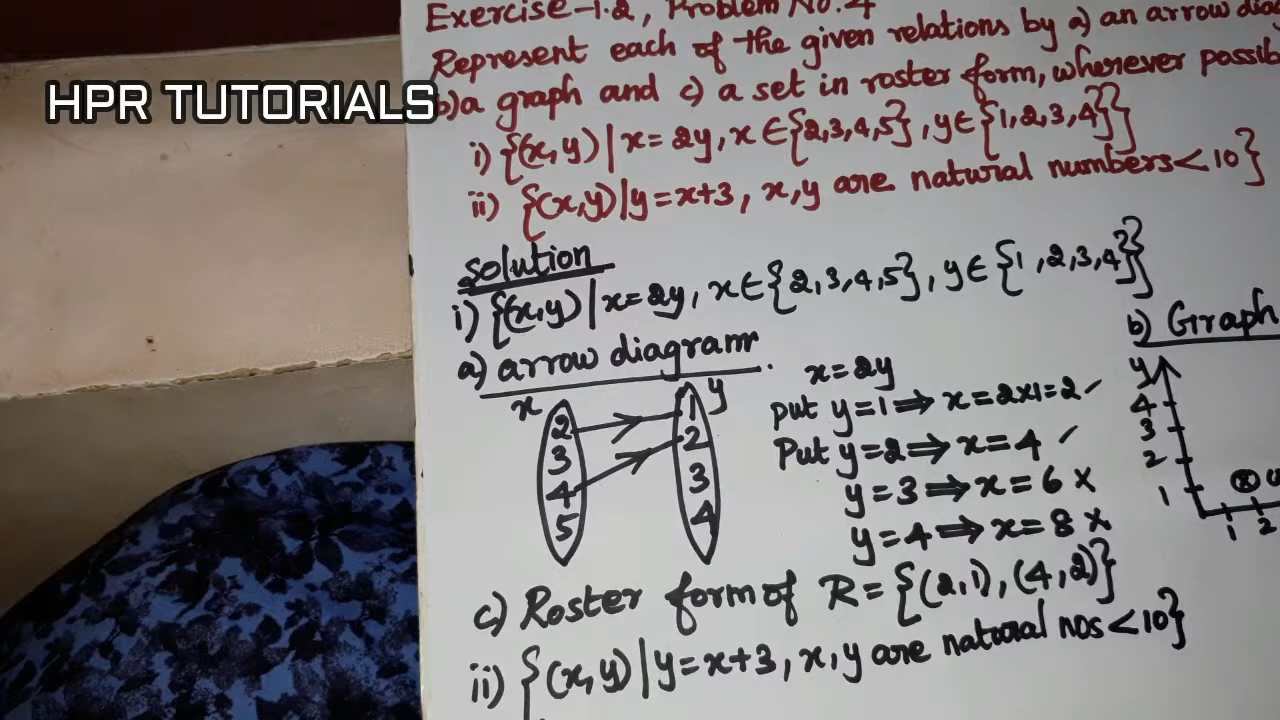 HPR TUTORIALS
Exercise-1.2, Problem No.4
Represent each of the given relations by a) an arrow
b)a graph and c) a set in roster form, wherever
i) {(x,y) | x = 2y, x ∈ {2,3,4,5}, y ∈ {1,2,3,4}}
ii) {(x,y)|y = x+3, x,y are natural numbers < 10}
solution
i) {(x,y) | x = 2y, x ∈ {2,3,4,5}, y ∈ {1,2,3,4}}
a) arrow diagram
x y
2 1
3 2
4 3
5 4
x = 2y
put y=1 ⇒ x = 2×1 = 2 ✓
Put y=2 ⇒ x = 4 ✓
y = 3 ⇒ x = 6 ×
y = 4 ⇒ x = 8 ×
b) Graph
y
4
3
2
1
1 2
c) Roster form of R = {(2,1), (4,2)}
ii) {(x,y) | y = x+3, x,y are natural nos < 10}